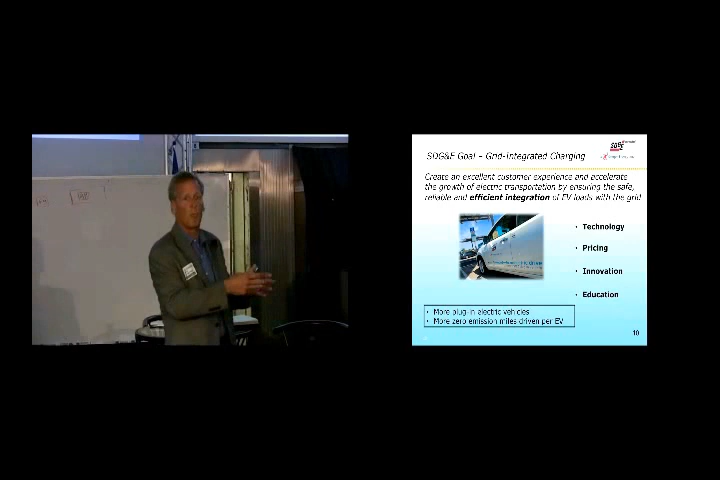 SDG&E Goal – Grid-Integrated Charging
SDGE
Create an excellent customer experience and accelerate
the growth of electric transportation by ensuring the safe,
reliable and efficient integration of EV loads with the grid
• Technology
• Pricing
• Innovation
• Education
• More plug-in electric vehicles
• More zero emission miles driven per EV
10